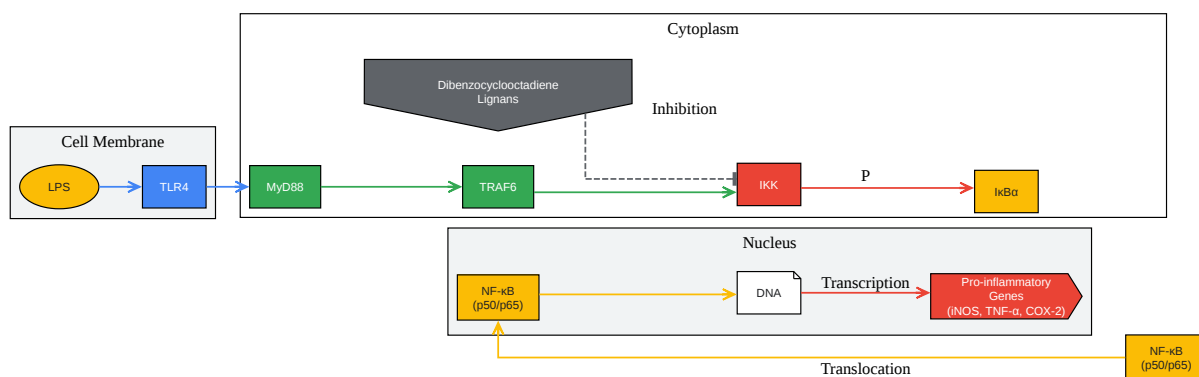 Cytoplasm
Dibenzocyclooctadiene
Lignans
Inhibition
Cell Membrane
LPS
TLR4
MyD88
TRAF6
IKK
P
IκBα
Nucleus
NF-κB
(p50/p65)
DNA
Transcription
Pro-inflammatory
Genes
(iNOS, TNF-α, COX-2)
Translocation
NF-κB
(p50/p65)